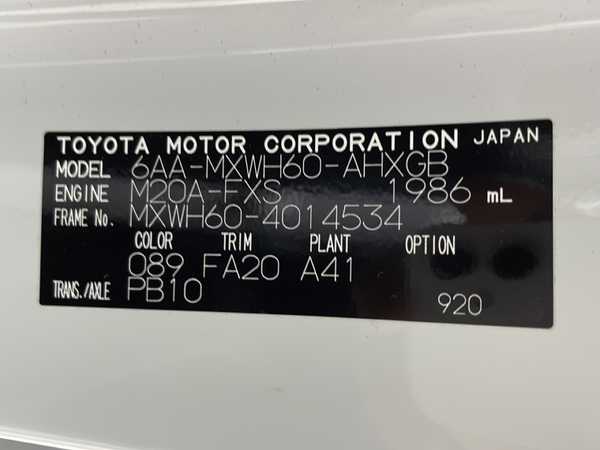 TOYOTA MOTOR CORPORATION JAPAN
MODEL 6AA-MXWH60-AHXGB
ENGINE M20A-FXS 1986 mL
FRAME No. MXWH60-4014534
COLOR TRIM PLANT OPTION
089 FA20 A41
TRANS./AXLE PB10 920